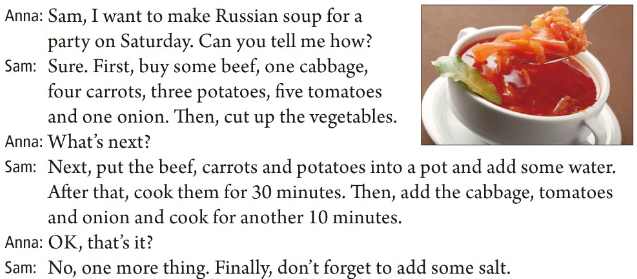 Anna: Sam, I want to make Russian soup for a
party on Saturday. Can you tell me how?
Sam: Sure. First, buy some beef, one cabbage,
four carrots, three potatoes, five tomatoes
and one onion. Then, cut up the vegetables.
Anna: What's next?
Sam: Next, put the beef, carrots and potatoes into a pot and add some water.
After that, cook them for 30 minutes. Then, add the cabbage, tomatoes
and onion and cook for another 10 minutes.
Anna: OK, that's it?
Sam: No, one more thing. Finally, don't forget to add some salt.